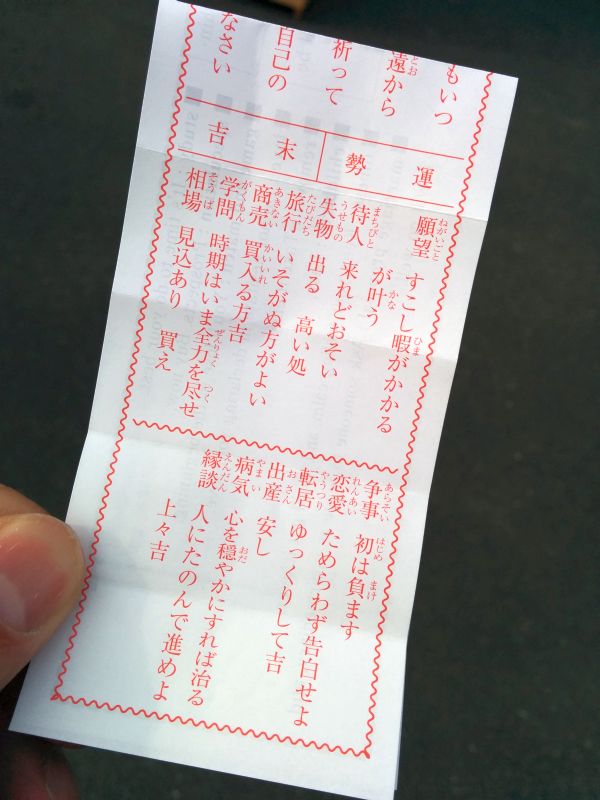 もいつ
遠から
祈って
自己の
なさい
運勢
末吉
願望 すこし暇がかかる
が叶う
待人 来れどおそい
失物 出る 高い処
旅行 いそがぬ方がよい
商売 買入る方吉
学問 時期はいま全力を尽せ
相場 見込あり 買え
争事 初は負ます
恋愛 ためらわず告白せよ
転居 ゆっくりして吉
出産 安し
病気 心を穏やかにすれば治る
縁談 人にたのんで進めよ
上々吉